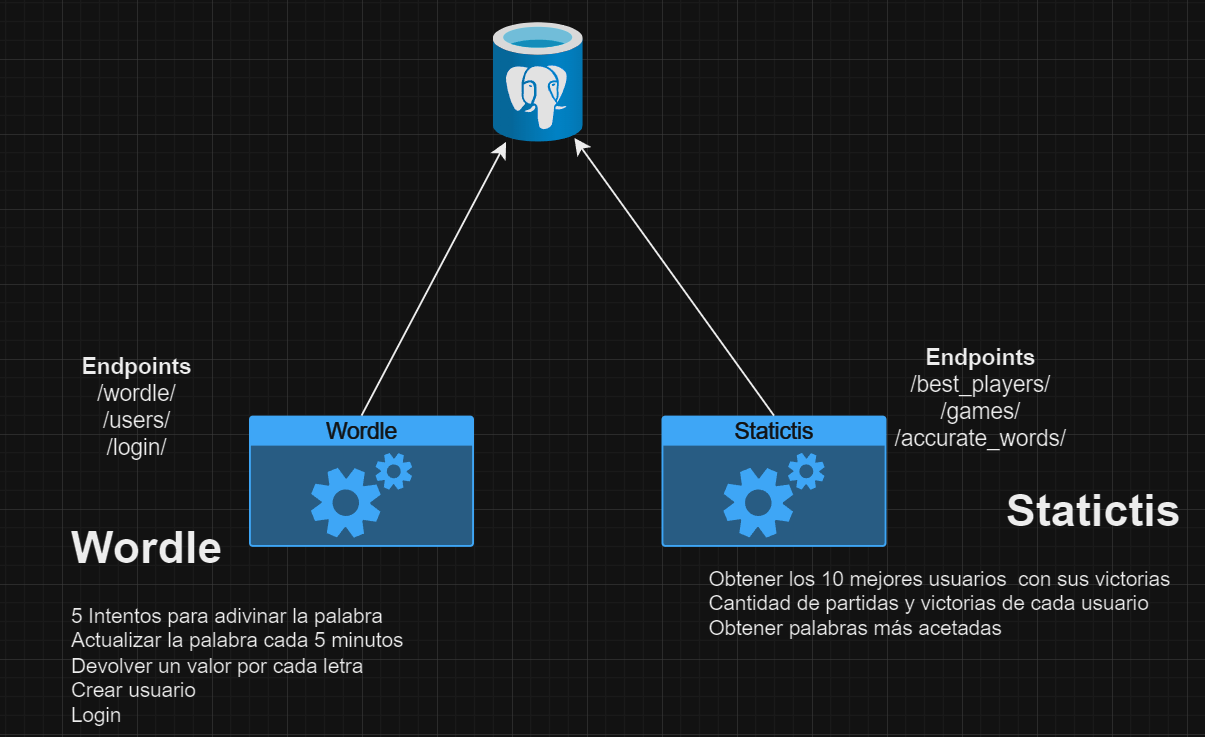 Endpoints
/wordle/
/users/
/login/
Wordle
Wordle
5 Intentos para adivinar la palabra
Actualizar la palabra cada 5 minutos
Devolver un valor por cada letra
Crear usuario
Login
Statictis
Endpoints
/best_players/
/games/
/accurate_words/
Statictis
Obtener los 10 mejores usuarios  con sus victorias
Cantidad de partidas y victorias de cada usuario
Obtener palabras más acetadas